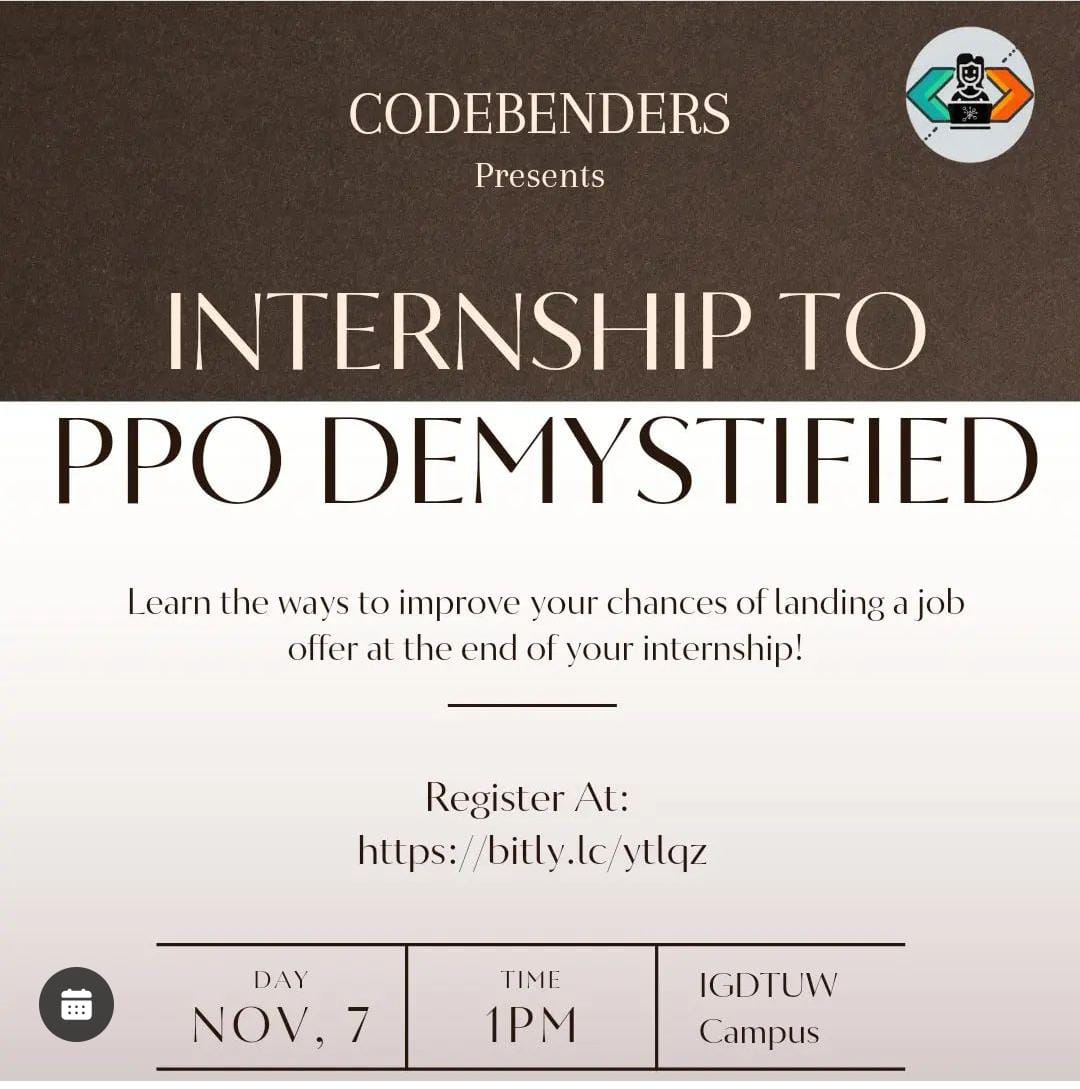 CODEBENDERS
Presents
INTERNSHIP TO
PPO DEMYSTIFIED
Learn the ways to improve your chances of landing a job
offer at the end of your internship!
Register At:
https://bitly.lc/ytlqz
DAY
NOV, 7
TIME
1PM
IGDTUW
Campus